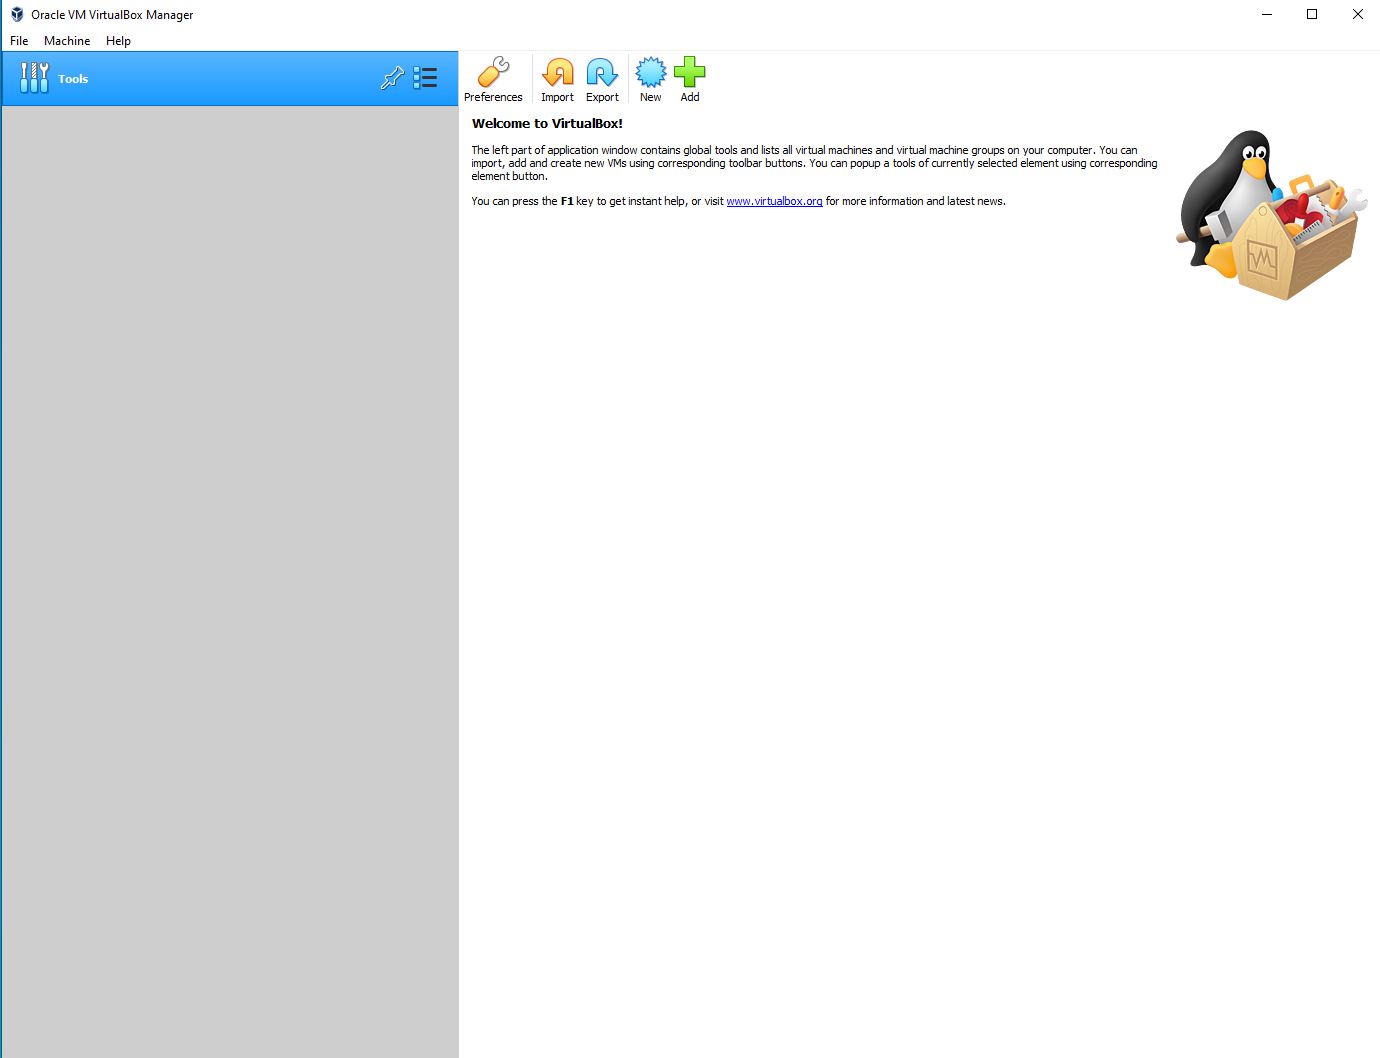 Oracle VM VirtualBox Manager
File Machine Help
Tools
Preferences Import Export New Add
Welcome to VirtualBox!
The left part of application window contains global tools and lists all virtual machines and virtual machine groups on your computer. You can
import, add and create new VMs using corresponding toolbar buttons. You can popup a tools of currently selected element using corresponding
element button.
You can press the F1 key to get instant help, or visit www.virtualbox.org for more information and latest news.
VM